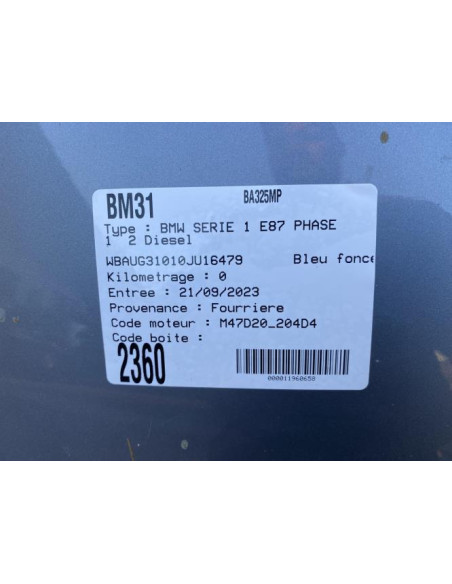 BM31 BA325MP
Type : BMW SERIE 1 E87 PHASE
1 2 Diesel
WBAUG31010JU16479 Bleu fonce
Kilometrage : 0
Entree : 21/09/2023
Provenance : Fourriere
Code moteur : M47D20_204D4
Code boite :
2360
000011960658